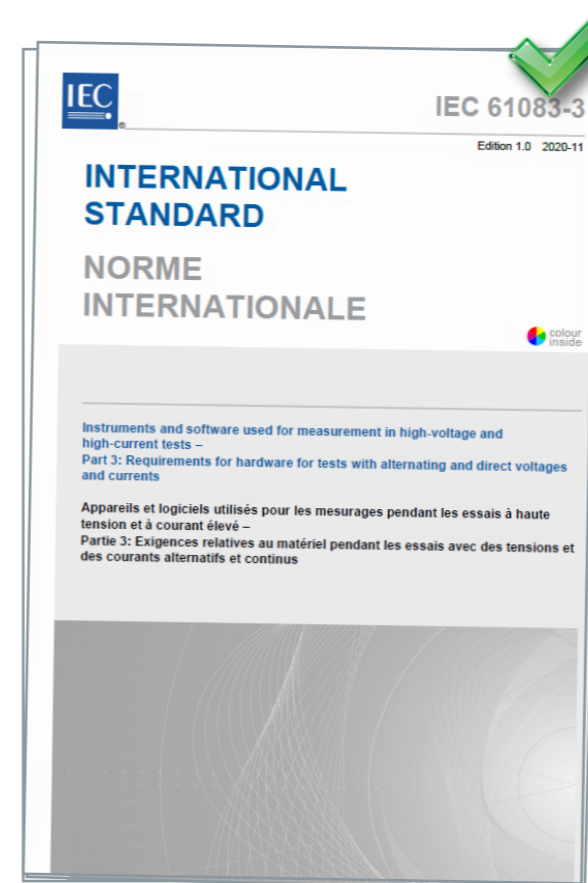 IEC
®
IEC 61083-3
Edition 1.0 2020-11
INTERNATIONAL
STANDARD
NORME
INTERNATIONALE
colour
inside
Instruments and software used for measurement in high-voltage and
high-current tests –
Part 3: Requirements for hardware for tests with alternating and direct voltages
and currents
Appareils et logiciels utilisés pour les mesurages pendant les essais à haute
tension et à courant élevé –
Partie 3: Exigences relatives au matériel pendant les essais avec des tensions et
des courants alternatifs et continus